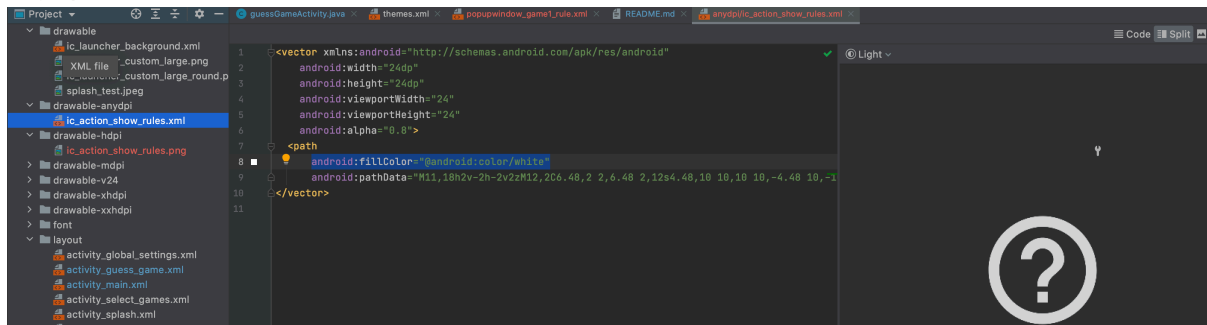 Project
guessGameActivity.java
themes.xml
popupwindow_game1_rule.xml
README.md
anydpi/ic_action_show_rules.xml
Code
Split
Light
drawable
ic_launcher_background.xml
custom_large.png
XML file
custom_large_round.p
splash_test.jpeg
drawable-anydpi
ic_action_show_rules.xml
drawable-hdpi
ic_action_show_rules.png
drawable-mdpi
drawable-v24
drawable-xhdpi
drawable-xxhdpi
font
layout
activity_global_settings.xml
activity_guess_game.xml
activity_main.xml
activity_select_games.xml
activity_splash.xml
1 <vector xmlns:android="http://schemas.android.com/apk/res/android"
2 android:width="24dp"
3 android:height="24dp"
4 android:viewportWidth="24"
5 android:viewportHeight="24"
6 android:alpha="0.8">
7 <path
8 android:fillColor="@android:color/white"
9 android:pathData="M11,18h2v-2h-2v2zM12,2C6.48,2 2,6.48 2,12s4.48,10 10,10 10,-4.48 10,-1
10 </vector>
11
?